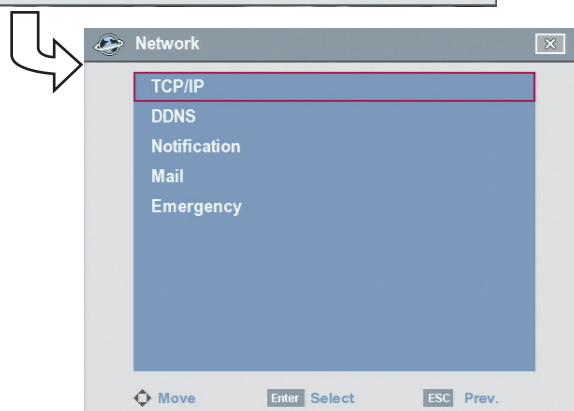 Network
TCP/IP
DDNS
Notification
Mail
Emergency
Move Enter Select ESC Prev.